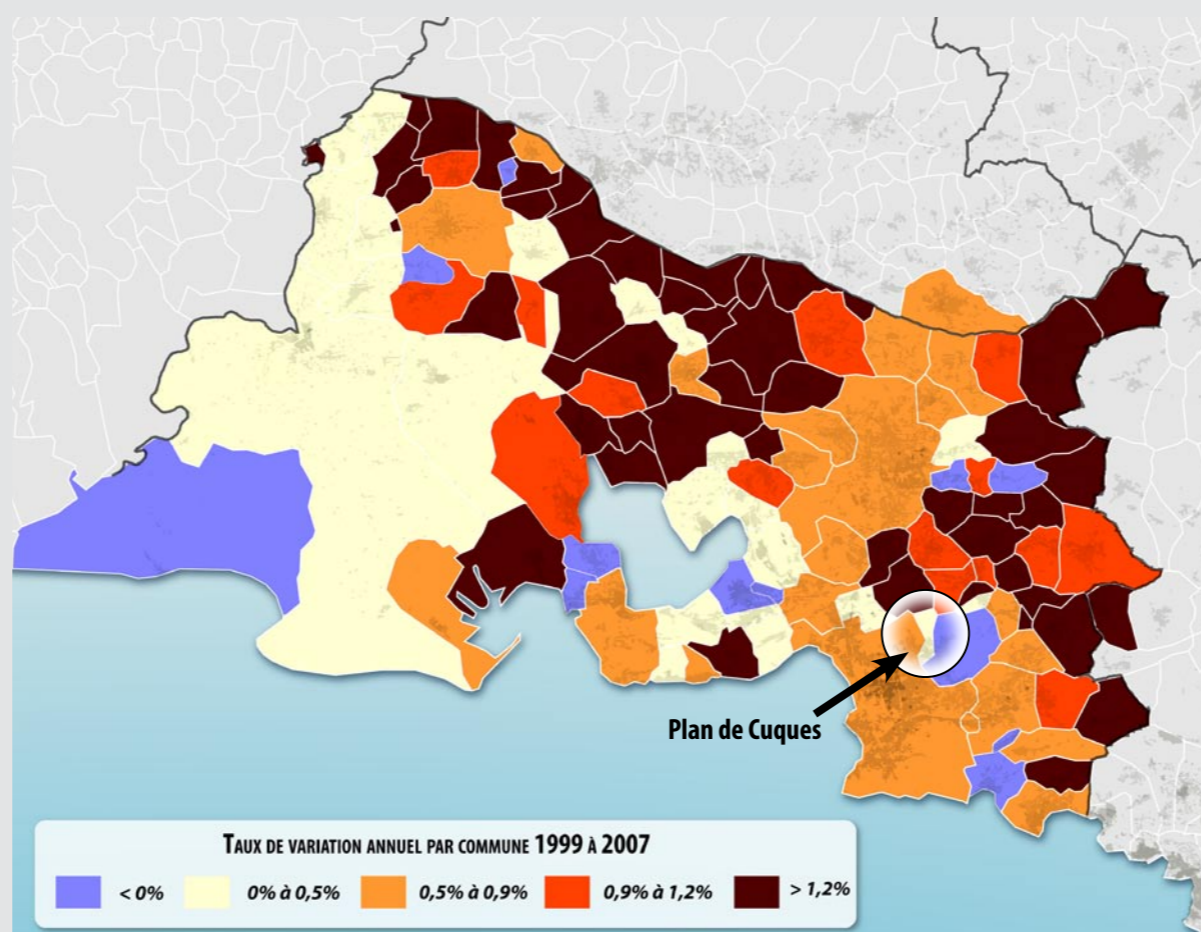 Plan de Cuques
TAUX DE VARIATION ANNUEL PAR COMMUNE 1999 À 2007
< 0% 0% à 0,5% 0,5% à 0,9% 0,9% à 1,2% > 1,2%